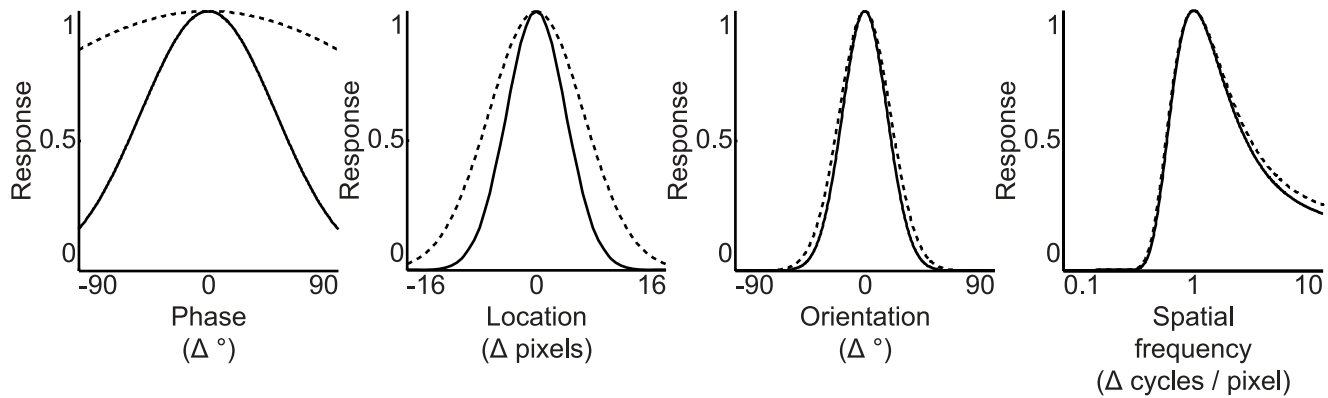 Response
1
0.5
0
-90 0 90
Phase
(Δ °)
Response
1
0.5
0
-16 0 16
Location
(Δ pixels)
Response
1
0.5
0
-90 0 90
Orientation
(Δ °)
Response
1
0.5
0
0.1 1 10
Spatial
frequency
(Δ cycles / pixel)